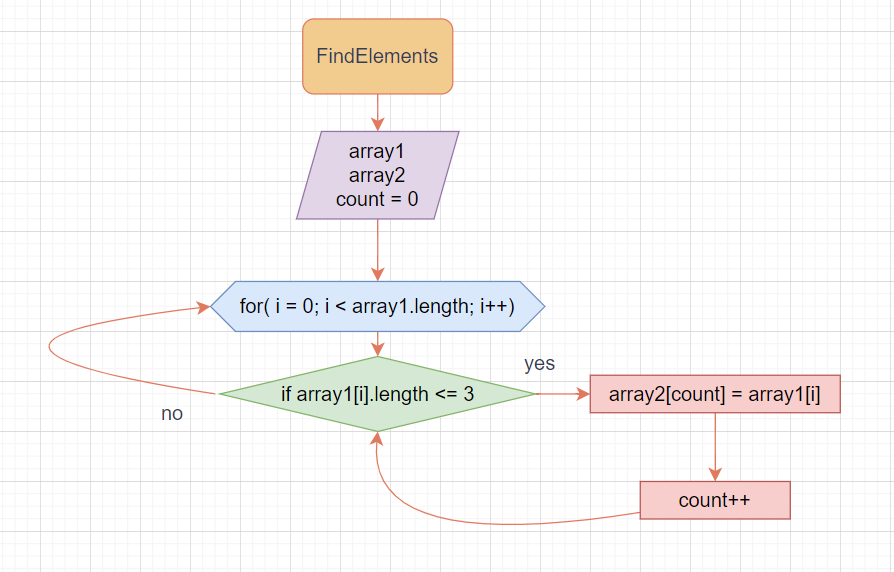 FindElements
array1
array2
count = 0
for( i = 0; i < array1.length; i++)
yes
if array1[i].length <= 3
array2[count] = array1[i]
no
count++